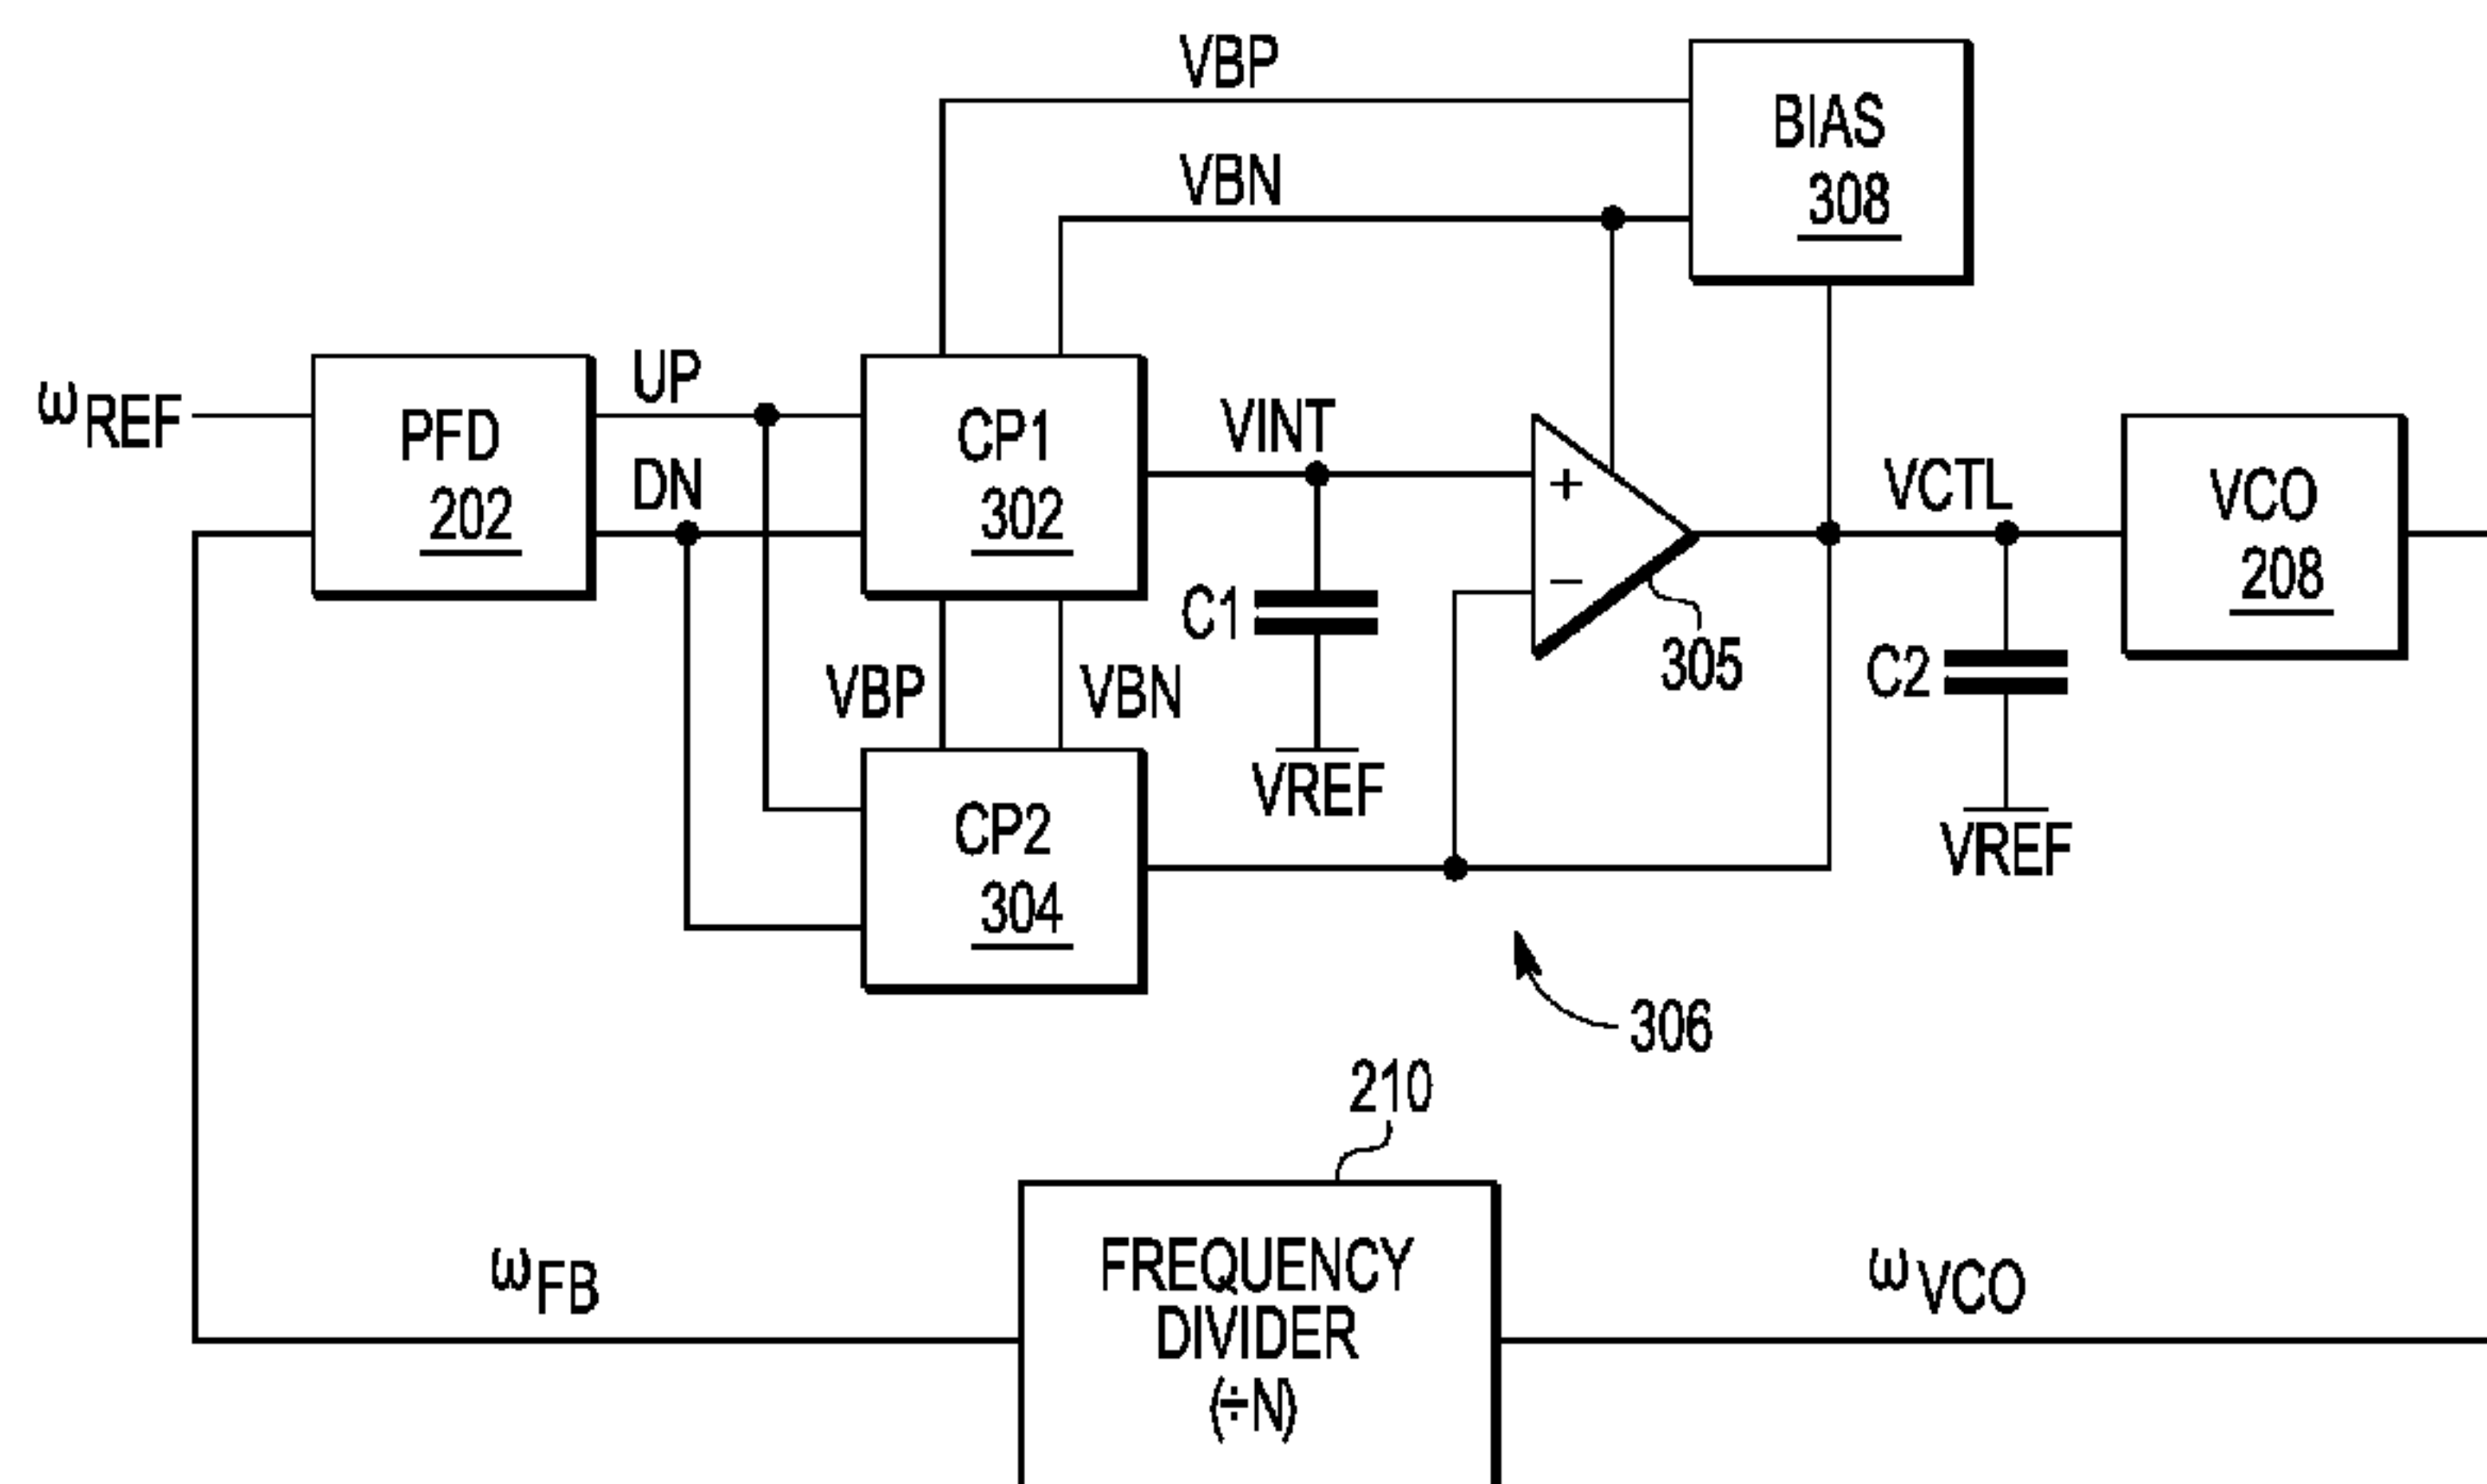 VBP
BIAS
308
VBN
ωREF
PFD
202
UP
DN
CP1
302
VINT
+
−
305
VCTL
VCO
208
C1
VREF
C2
VREF
VBP
VBN
CP2
304
306
210
FREQUENCY
DIVIDER
(÷N)
ωFB
ωVCO